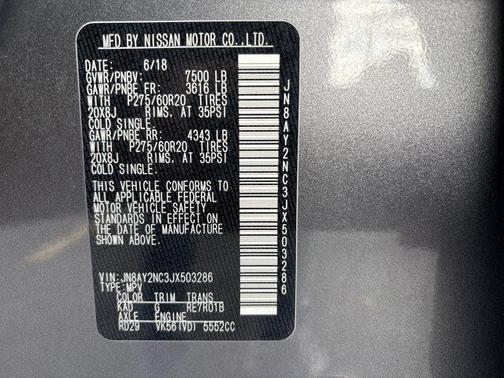 MFD BY NISSAN MOTOR CO.,LTD.
DATE: 6/18
GVWR/PNBV: 7500 LB
GAWR/PNBE FR: 3616 LB
WITH P275/60R20 TIRES
20X8J RIMS. AT 35PSI
COLD SINGLE.
GAWR/PNBE RR: 4343 LB
WITH P275/60R20 TIRES
20X8J RIMS. AT 35PSI
COLD SINGLE.
THIS VEHICLE CONFORMS TO
ALL APPLICABLE FEDERAL
MOTOR VEHICLE SAFETY
STANDARDS IN EFFECT ON
THE DATE OF MANUFACTURE
SHOWN ABOVE.
VIN:JN8AY2NC3JX503286
TYPE:MPV
COLOR TRIM TRANS
KAD G RE7R01B
AXLE ENGINE
RD29 VK56(VD) 5552CC
JN8AY2NC3JX503286